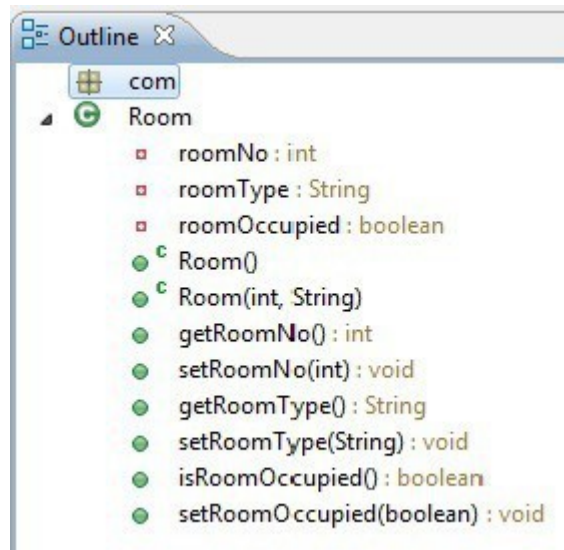 Outline
com
Room
roomNo : int
roomType : String
roomOccupied : boolean
C Room()
C Room(int, String)
getRoomNo() : int
setRoomNo(int) : void
getRoomType() : String
setRoomType(String) : void
isRoomOccupied() : boolean
setRoomOccupied(boolean) : void